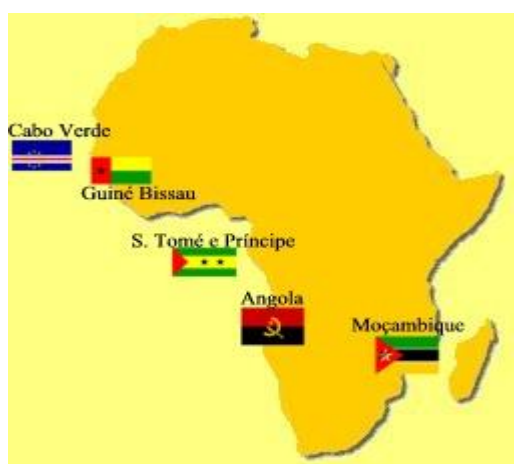 Cabo Verde
Guiné Bissau
S. Tomé e Príncipe
Angola
Moçambique